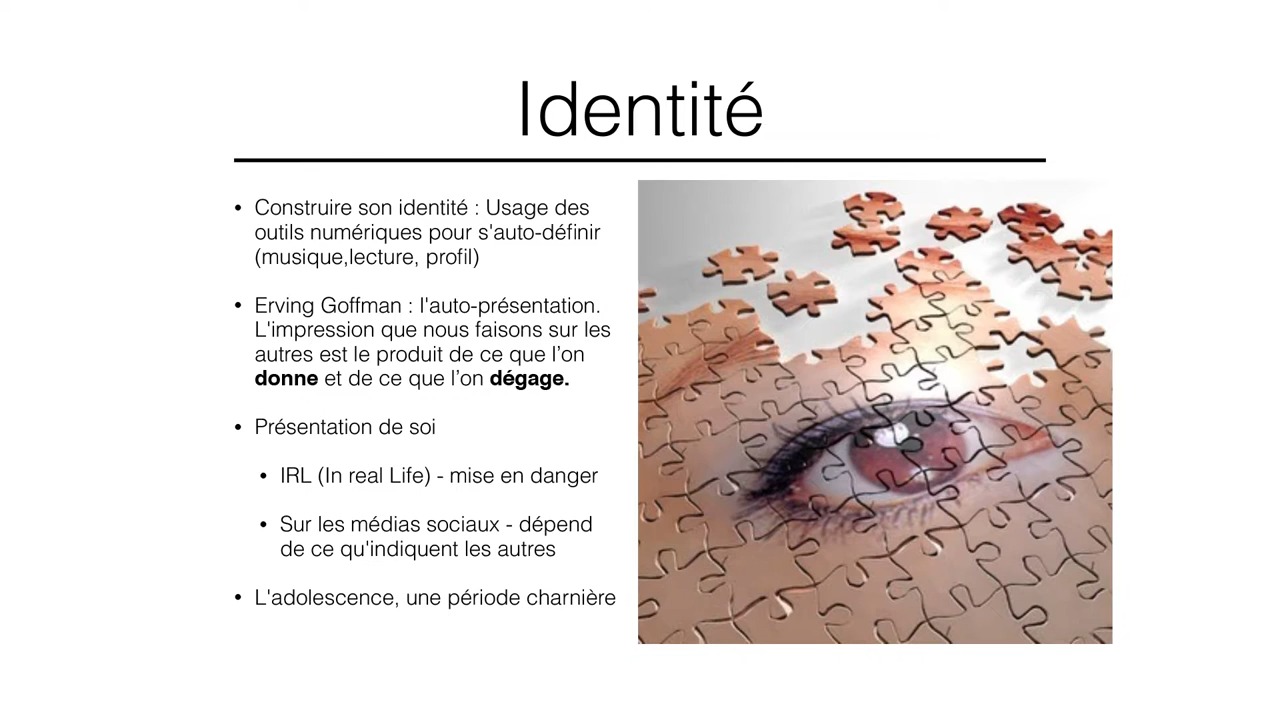 Identité
• Construire son identité : Usage des
outils numériques pour s'auto-définir
(musique,lecture, profil)
• Erving Goffman : l'auto-présentation.
L'impression que nous faisons sur les
autres est le produit de ce que l’on
donne et de ce que l’on dégage.
• Présentation de soi
• IRL (In real Life) - mise en danger
• Sur les médias sociaux - dépend
de ce qu'indiquent les autres
• L'adolescence, une période charnière